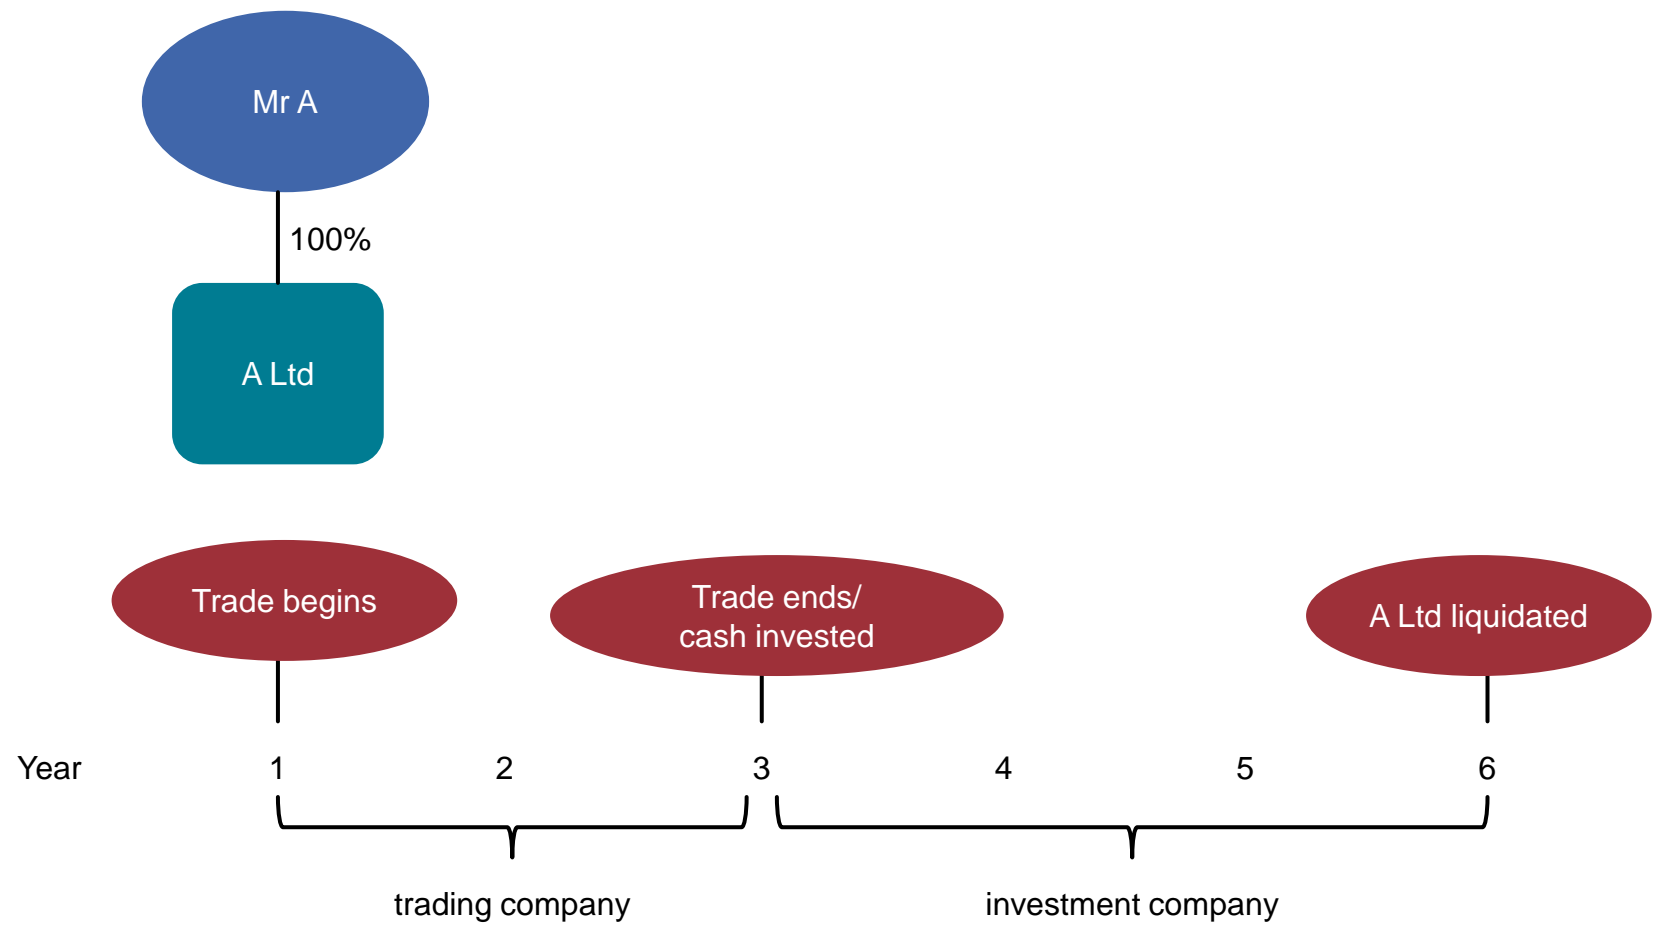 Mr A
100%
A Ltd
Trade begins
Trade ends/
cash invested
A Ltd liquidated
Year 1 2 3 4 5 6
trading company
investment company